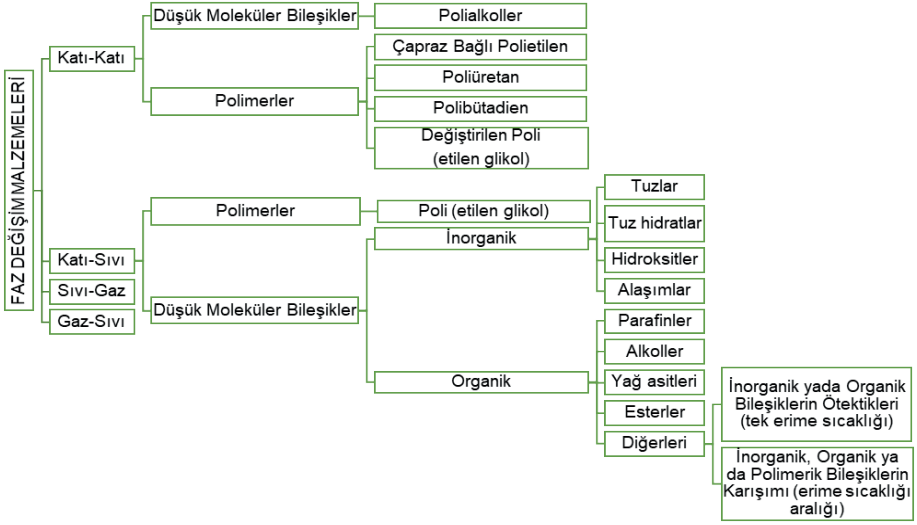 FAZ DEĞİŞİM MALZEMELERİ
Katı-Katı
Düşük Moleküler Bileşikler
Polialkoller
Polimerler
Çapraz Bağlı Polietilen
Poliüretan
Polibütadien
Değiştirilen Poli
(etilen glikol)
Katı-Sıvı
Polimerler
Poli (etilen glikol)
Düşük Moleküler Bileşikler
İnorganik
Tuzlar
Tuz hidratlar
Hidroksitler
Alaşımlar
Organik
Parafinler
Alkoller
Yağ asitleri
Esterler
Diğerleri
İnorganik yada Organik
Bileşiklerin Ötektikleri
(tek erime sıcaklığı)
İnorganik, Organik ya
da Polimerik Bileşiklerin
Karışımı (erime sıcaklığı
aralığı)
Sıvı-Gaz
Gaz-Sıvı